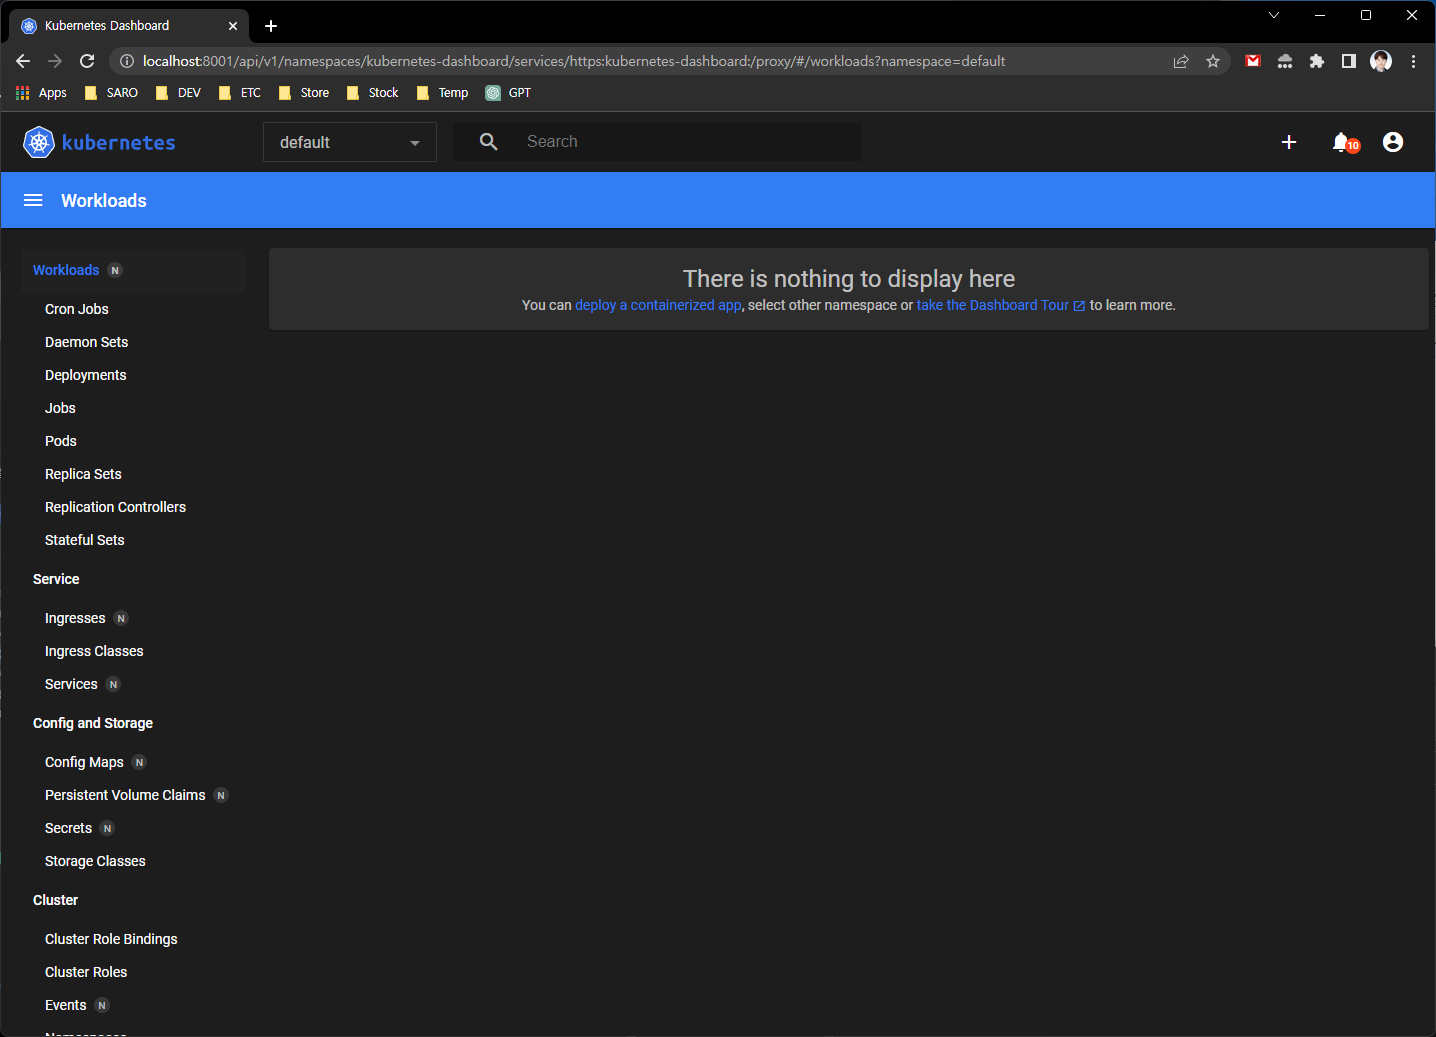 Kubernetes Dashboard
localhost:8001/api/v1/namespaces/kubernetes-dashboard/services/https:kubernetes-dashboard:/proxy/#/workloads?namespace=default
Apps SARO DEV ETC Store Stock Temp GPT
kubernetes default Search 10
Workloads
Workloads N
Cron Jobs
Daemon Sets
Deployments
Jobs
Pods
Replica Sets
Replication Controllers
Stateful Sets
Service
Ingresses N
Ingress Classes
Services N
Config and Storage
Config Maps N
Persistent Volume Claims N
Secrets N
Storage Classes
Cluster
Cluster Role Bindings
Cluster Roles
Events N
Namespaces
There is nothing to display here
You can deploy a containerized app, select other namespace or take the Dashboard Tour to learn more.